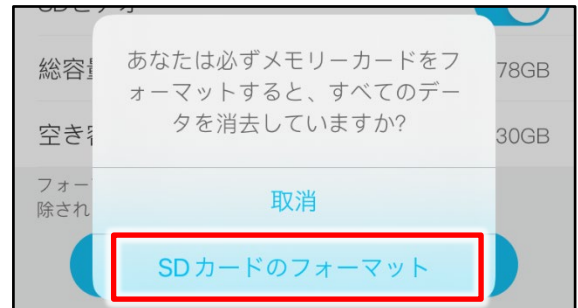 総容
78GB
空き
30GB
フォー
除され
あなたは必ずメモリーカードをフ
ォーマットすると、すべてのデー
タを消去していますか?
取消
SDカードのフォーマット